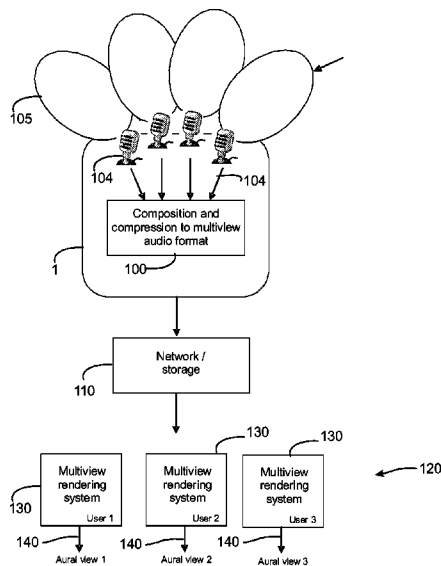 105
104
104
Composition and
compression to multiview
audio format
100
1
Network /
storage
110
130
130
120
Multiview
rendering
system
User 1
Multiview
rendering
system
User 2
Multiview
rendering
system
User 3
130
140
140
140
Aural view 1
Aural view 2
Aural view 3